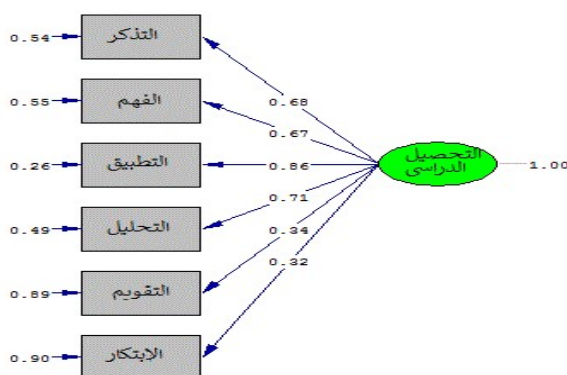 0.54
التذكر
0.68
0.55
الفهم
0.67
0.26
التطبيق
0.86
التحصيل
الدراسى
1.00
0.49
التحليل
0.71
0.34
0.89
التقويم
0.32
0.90
الإبتكار